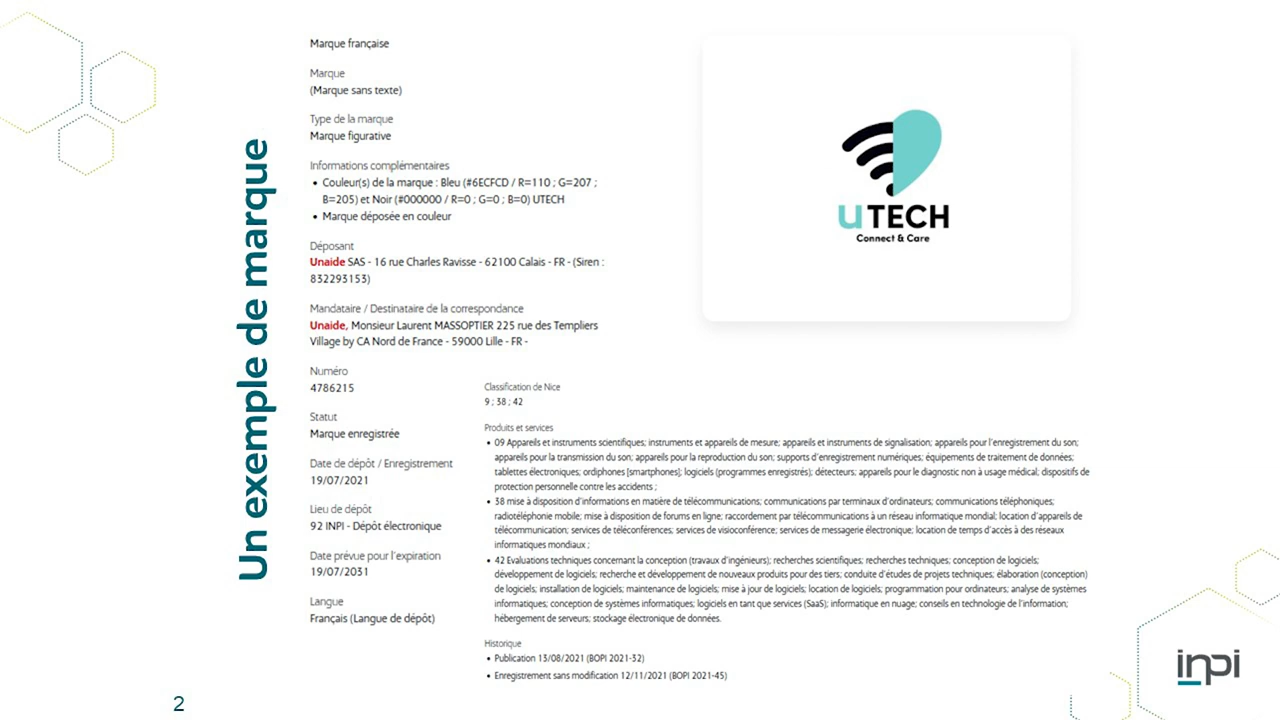 Un exemple de marque
Marque française
Marque
(Marque sans texte)
Type de la marque
Marque figurative
Informations complémentaires
• Couleur(s) de la marque : Bleu (#6ECFCD / R=110 ; G=207 ;
B=205) et Noir (#000000 / R=0 ; G=0 ; B=0) UTECH
• Marque déposée en couleur
Déposant
Unaide SAS - 16 rue Charles Ravisse - 62100 Calais - FR - (Siren :
832293153)
Mandataire / Destinataire de la correspondance
Unaide, Monsieur Laurent MASSOPTIER 225 rue des Templiers
Village by CA Nord de France - 59000 Lille - FR -
Numéro
4786215
Statut
Marque enregistrée
Date de dépôt / Enregistrement
19/07/2021
Lieu de dépôt
92 INPI - Dépôt électronique
Date prévue pour l'expiration
19/07/2031
Langue
Français (Langue de dépôt)
uTECH
Connect & Care
Classification de Nice
9 ; 38 ; 42
Produits et services
• 09 Appareils et instruments scientifiques; instruments et appareils de mesure; appareils et instruments de signalisation; appareils pour l'enregistrement du son;
appareils pour la transmission du son; appareils pour la reproduction du son; supports d'enregistrement numériques; équipements de traitement de données;
tablettes électroniques; ordiphones [smartphones]; logiciels (programmes enregistrés); détecteurs; appareils pour le diagnostic non à usage médical; dispositifs de
protection personnelle contre les accidents ;
• 38 mise à disposition d'informations en matière de télécommunications; communications par terminaux d'ordinateurs; communications téléphoniques;
radiotéléphonie mobile; mise à disposition de forums en ligne; raccordement par télécommunications à un réseau informatique mondial; location d'appareils de
télécommunication; services de téléconférences; services de visioconférence; services de messagerie électronique; location de temps d'accès à des réseaux
informatiques mondiaux ;
• 42 Evaluations techniques concernant la conception (travaux d'ingénieurs); recherches scientifiques; recherches techniques; conception de logiciels;
développement de logiciels; recherche et développement de nouveaux produits pour des tiers; conduite d'études de projets techniques; élaboration (conception)
de logiciels; installation de logiciels; maintenance de logiciels; mise à jour de logiciels; location de logiciels; programmation pour ordinateurs; analyse de systèmes
informatiques; conception de systèmes informatiques; logiciels en tant que services (SaaS); informatique en nuage; conseils en technologie de l'information;
hébergement de serveurs; stockage électronique de données.
Historique
• Publication 13/08/2021 (BOPI 2021-32)
• Enregistrement sans modification 12/11/2021 (BOPI 2021-45)
inpi
2